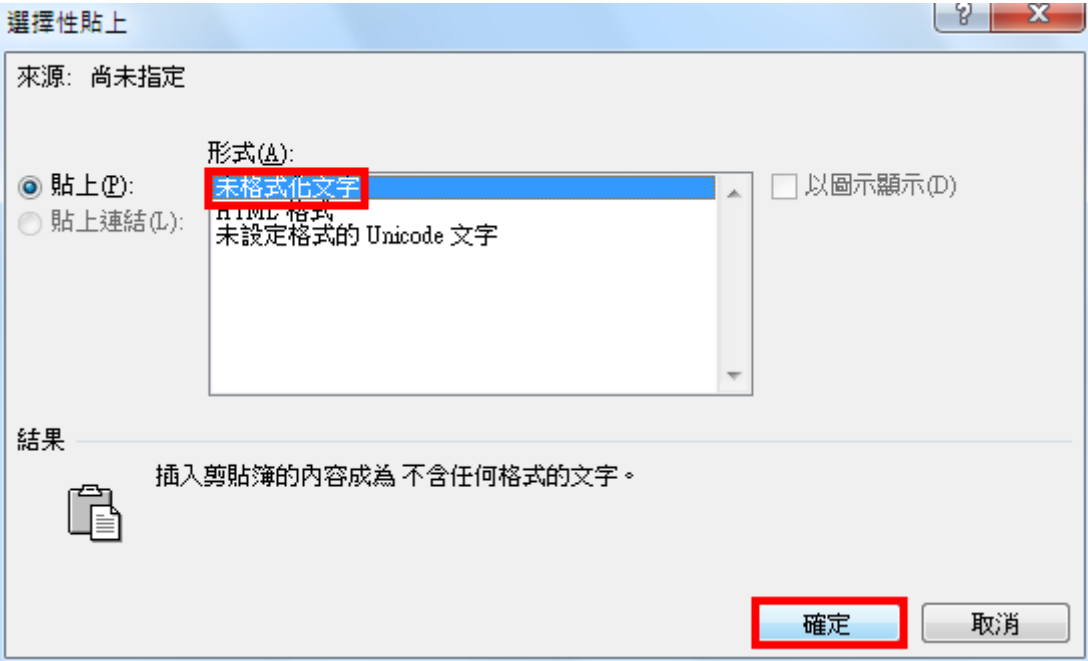 選擇性貼上
來源: 尚未指定
形式(A):
貼上(P):
未格式化文字
以圖示顯示(D)
貼上連結(L):
HTML 格式
未設定格式的 Unicode 文字
結果
插入剪貼簿的內容成為 不含任何格式的文字。
確定
取消